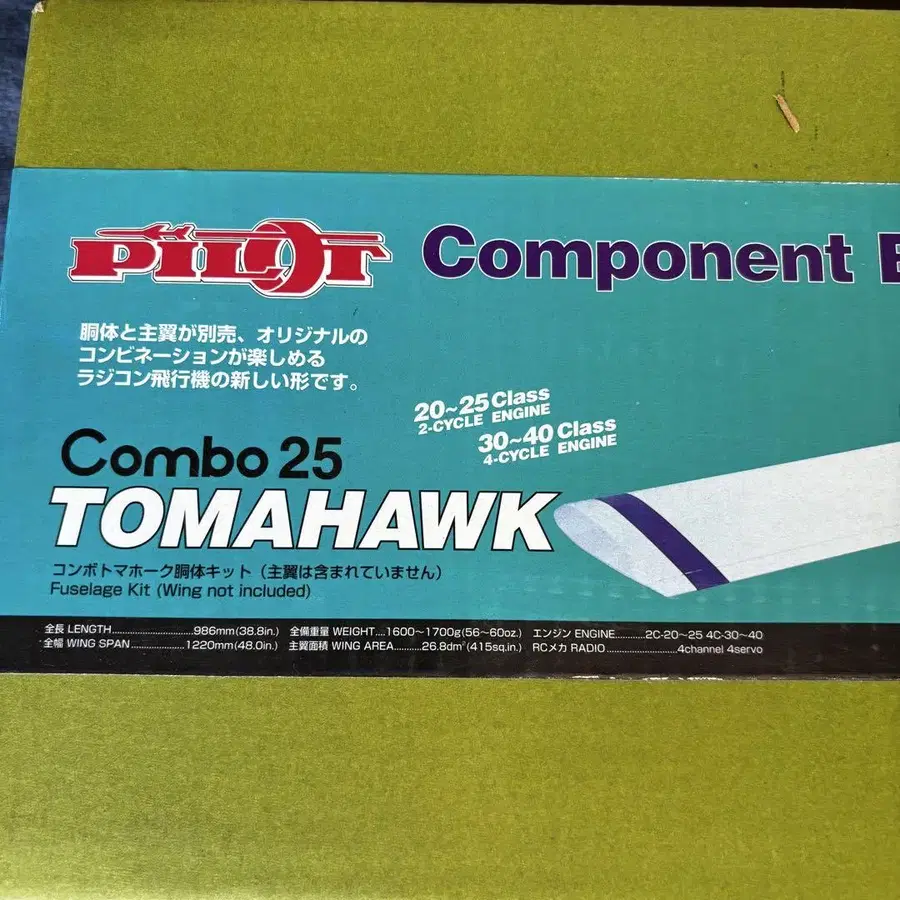 PILOT
Component
胴体と主翼が別売、オリジナルの
コンビネーションが楽しめる
ラジコン飛行機の新しい形です。
20~25 Class
2-CYCLE ENGINE
30~40 Class
4-CYCLE ENGINE
Combo 25
TOMAHAWK
コンボトマホーク胴体キット（主翼は含まれていません）
Fuselage Kit (Wing not included)
全長 LENGTH..................986mm(38.8in.) 全備重量 WEIGHT....1600~1700g(56~60oz.) エンジン ENGINE..........2C-20~25 4C-30~40
全幅 WING SPAN............1220mm(48.0in.) 主翼面積 WING AREA......26.8dm²(415sq.in.) RCメカ RADIO..................4channel 4servo